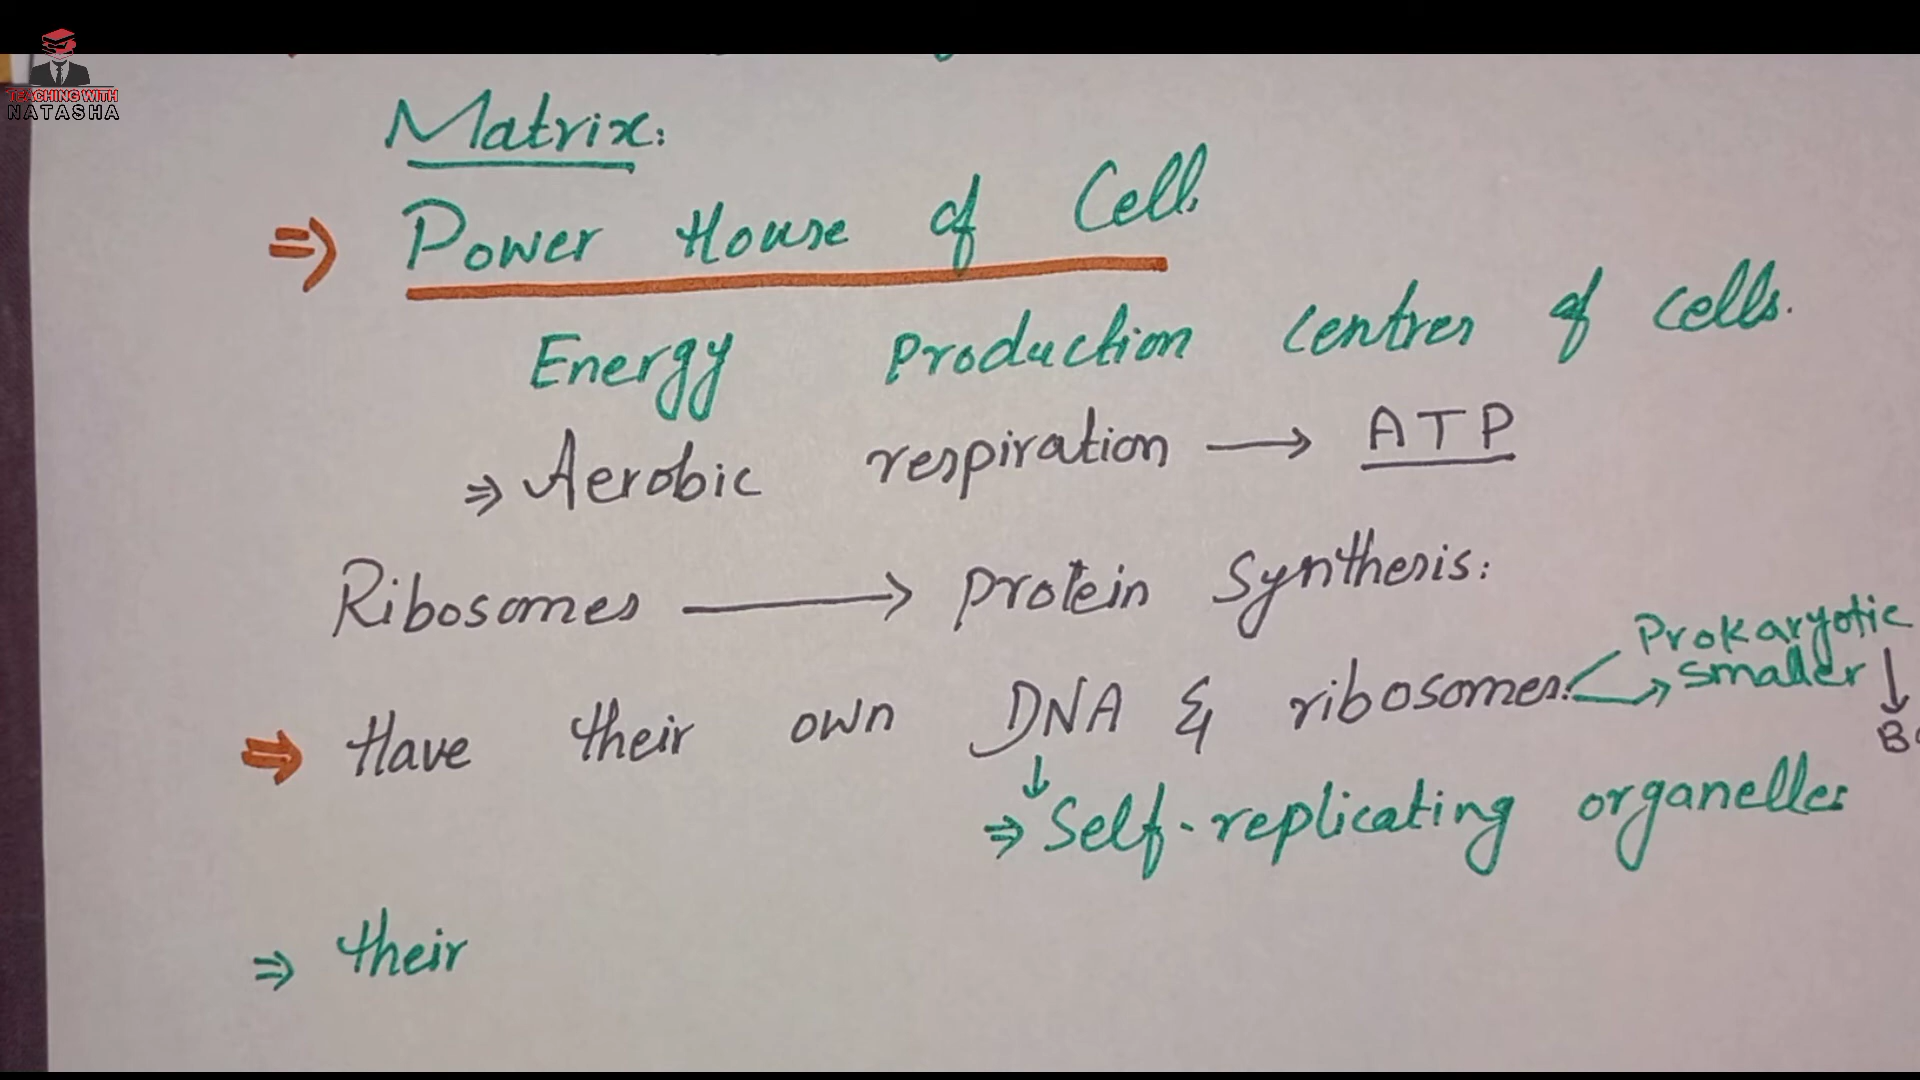 TEACHING WITH
NATASHA
Matrix:
⇒ Power House of Cell.
Energy Production centres of cells.
⇒ Aerobic respiration → ATP
Ribosomes → Protein Synthesis:
Prokaryotic
⇒ Have their own DNA & ribosomes. → smaller ↓
↓
⇒ Self-replicating organelles
⇒ their